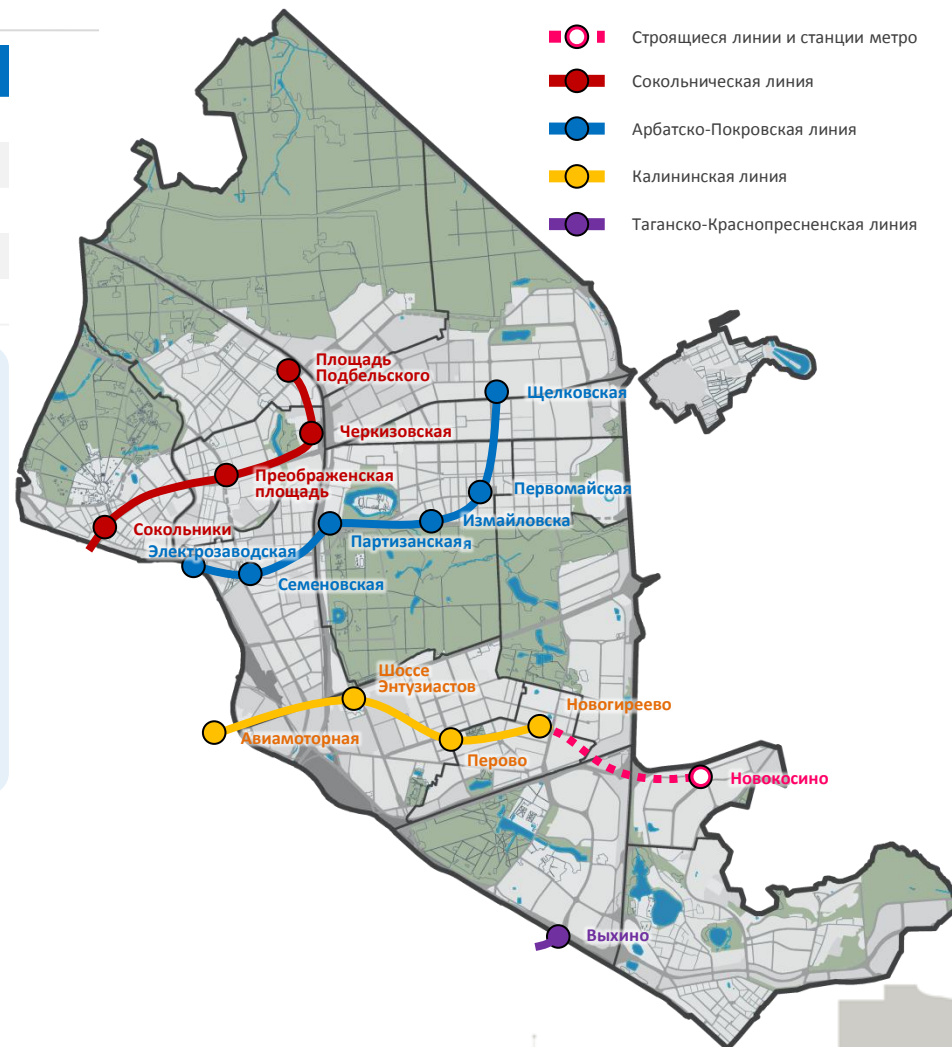 Строящиеся линии и станции метро
Сокольническая линия
Арбатско-Покровская линия
Калининская линия
Таганско-Краснопресненская линия
Площадь
Подбельского
Щелковская
Черкизовская
Преображенская
площадь
Первомайская
Измайловска
Сокольники
Партизанская
я
Электрозаводская
Семеновская
Шоссе
Энтузиастов
Новогиреево
Авиамоторная
Перово
Новокосино
Выхино